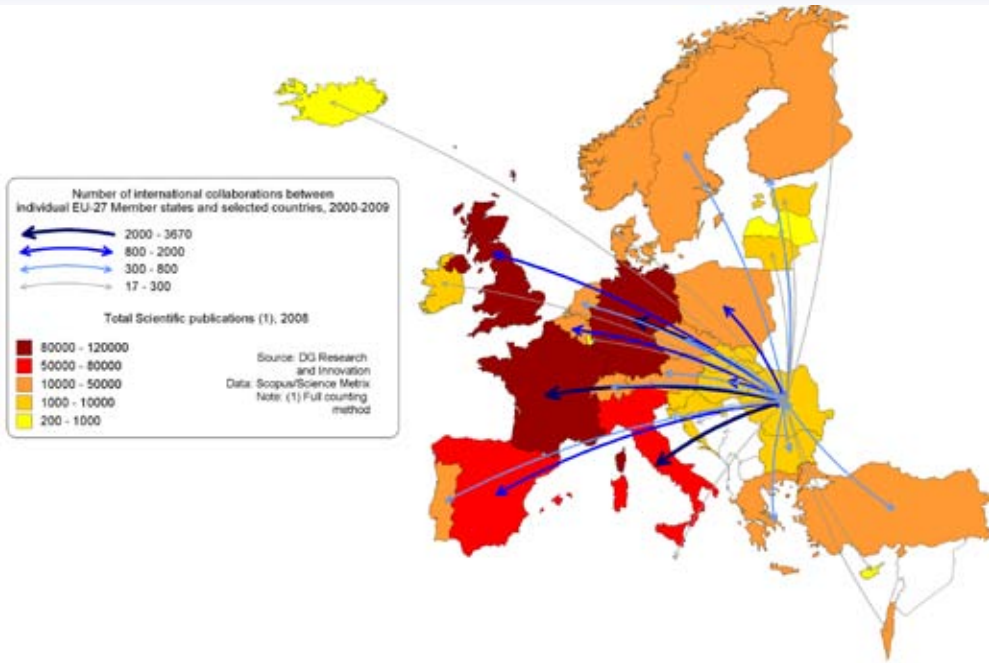 Number of international collaborations between
individual EU-27 Member states and selected countries, 2000-2009
2000 - 3670
800 - 2000
300 - 800
17 - 300
Total Scientific publications (1), 2008
80000 - 120000
50000 - 80000
10000 - 50000
1000 - 10000
200 - 1000
Source: DG Research
and Innovation
Data: Scopus/Science Metrix
Note: (1) Full counting
method